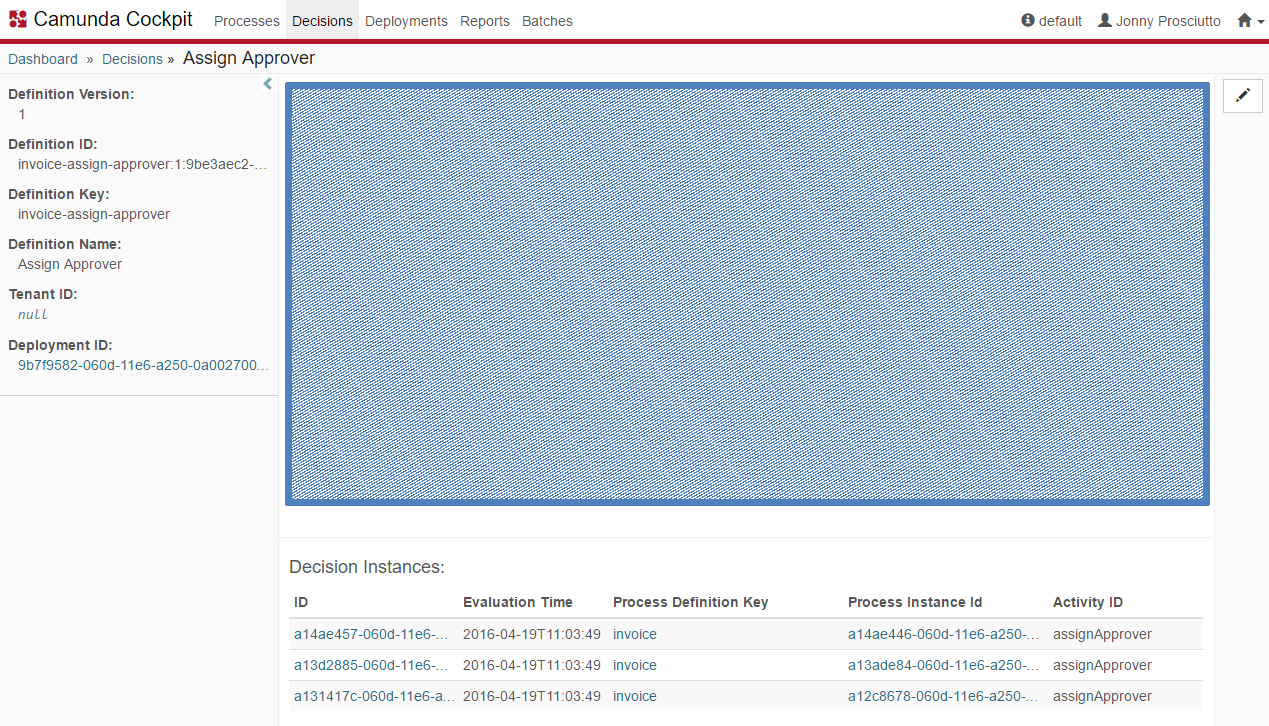 Camunda Cockpit Processes Decisions Deployments Reports Batches default Jonny Prosciutto
Dashboard » Decisions » Assign Approver
Definition Version:
1
Definition ID:
invoice-assign-approver:1:9be3aec2-...
Definition Key:
invoice-assign-approver
Definition Name:
Assign Approver
Tenant ID:
null
Deployment ID:
9b7f9582-060d-11e6-a250-0a002700...
Decision Instances:
ID Evaluation Time Process Definition Key Process Instance Id Activity ID
a14ae457-060d-11e6-... 2016-04-19T11:03:49 invoice a14ae446-060d-11e6-a250-... assignApprover
a13d2885-060d-11e6-... 2016-04-19T11:03:49 invoice a13ade84-060d-11e6-a250-... assignApprover
a131417c-060d-11e6-a... 2016-04-19T11:03:49 invoice a12c8678-060d-11e6-a250-... assignApprover